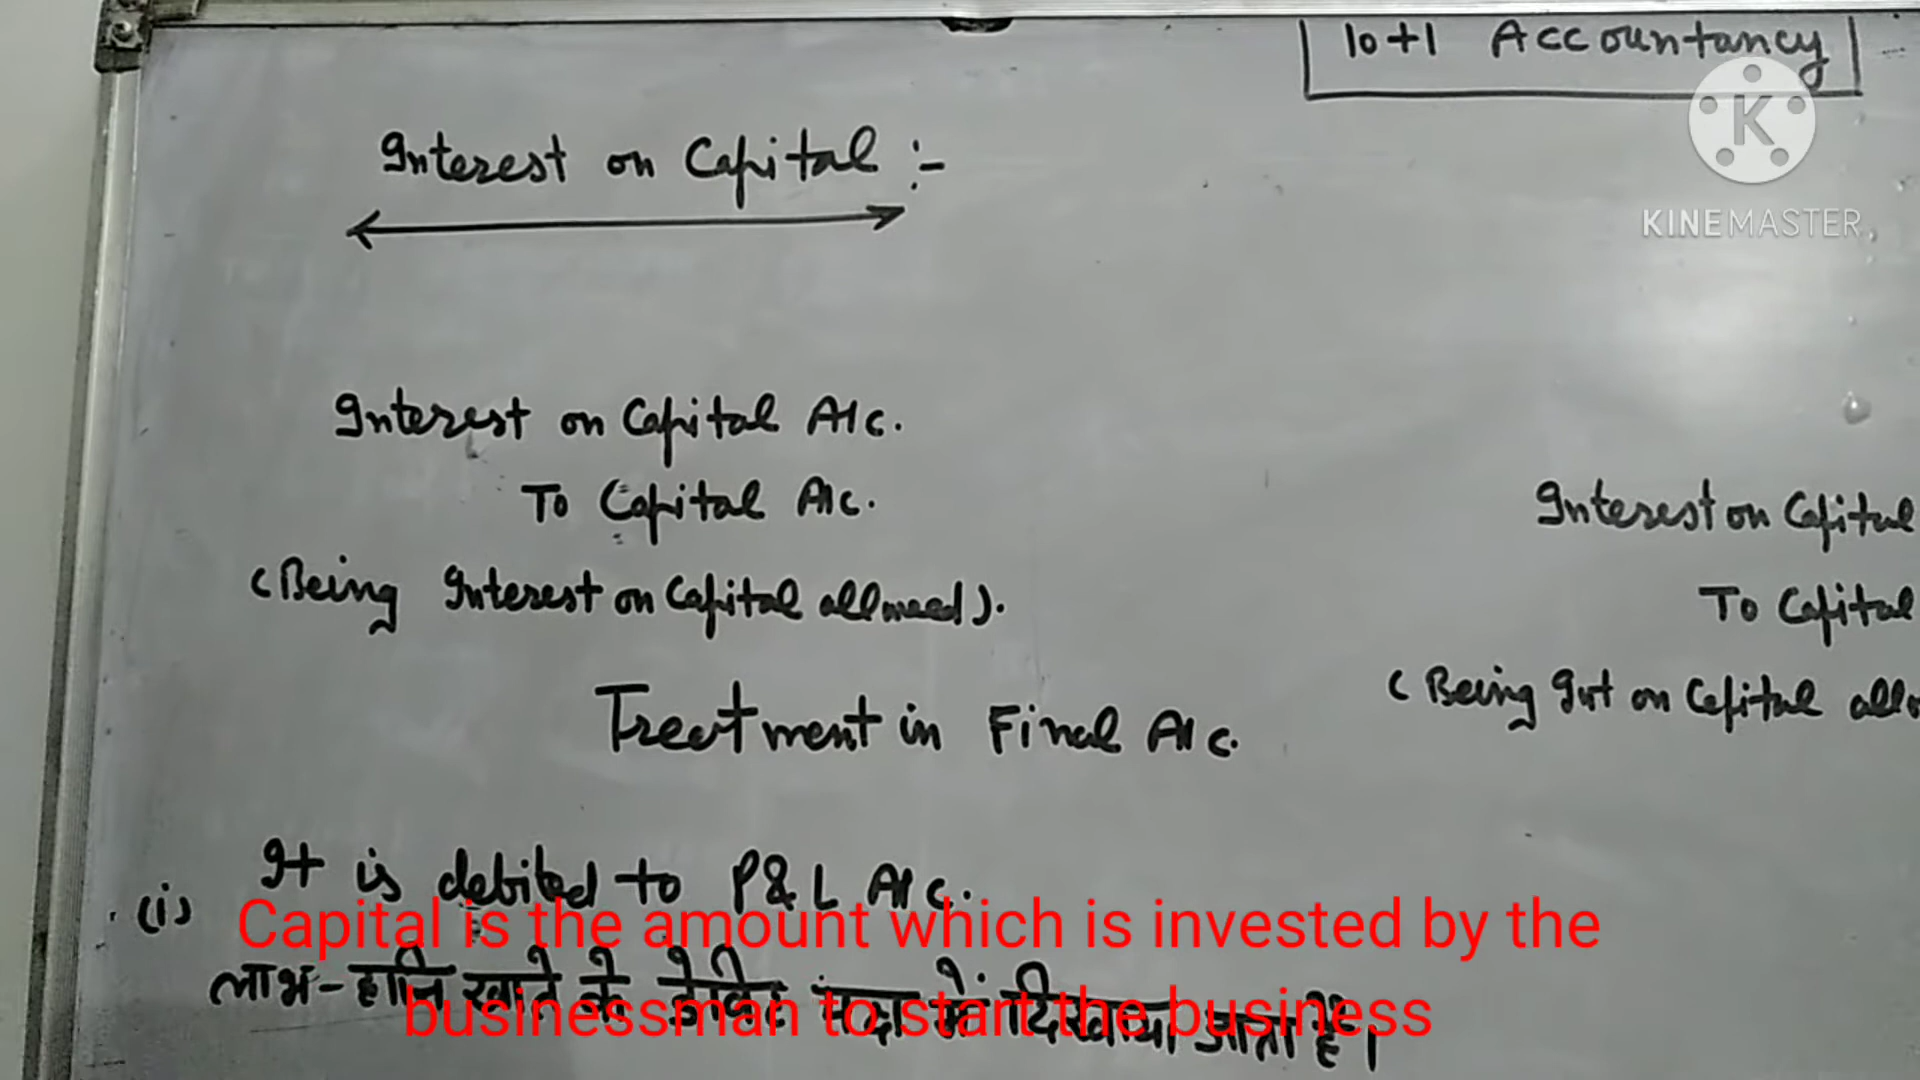 10+1 Accountancy
KINEMASTER
Interest on Capital :-
Interest on Capital A/c.
To Capital A/c.
(Being Interest on Capital allowed).
Interest on Capital
To Capital
(Being Int on Capital allo
Treatment in Final A/c.
(i) It is debited to P&L A/c.
लाभ-हानि खाते के डेबिट में दिखाया जाता है।
Capital is the amount which is invested by the
businessman to start the business